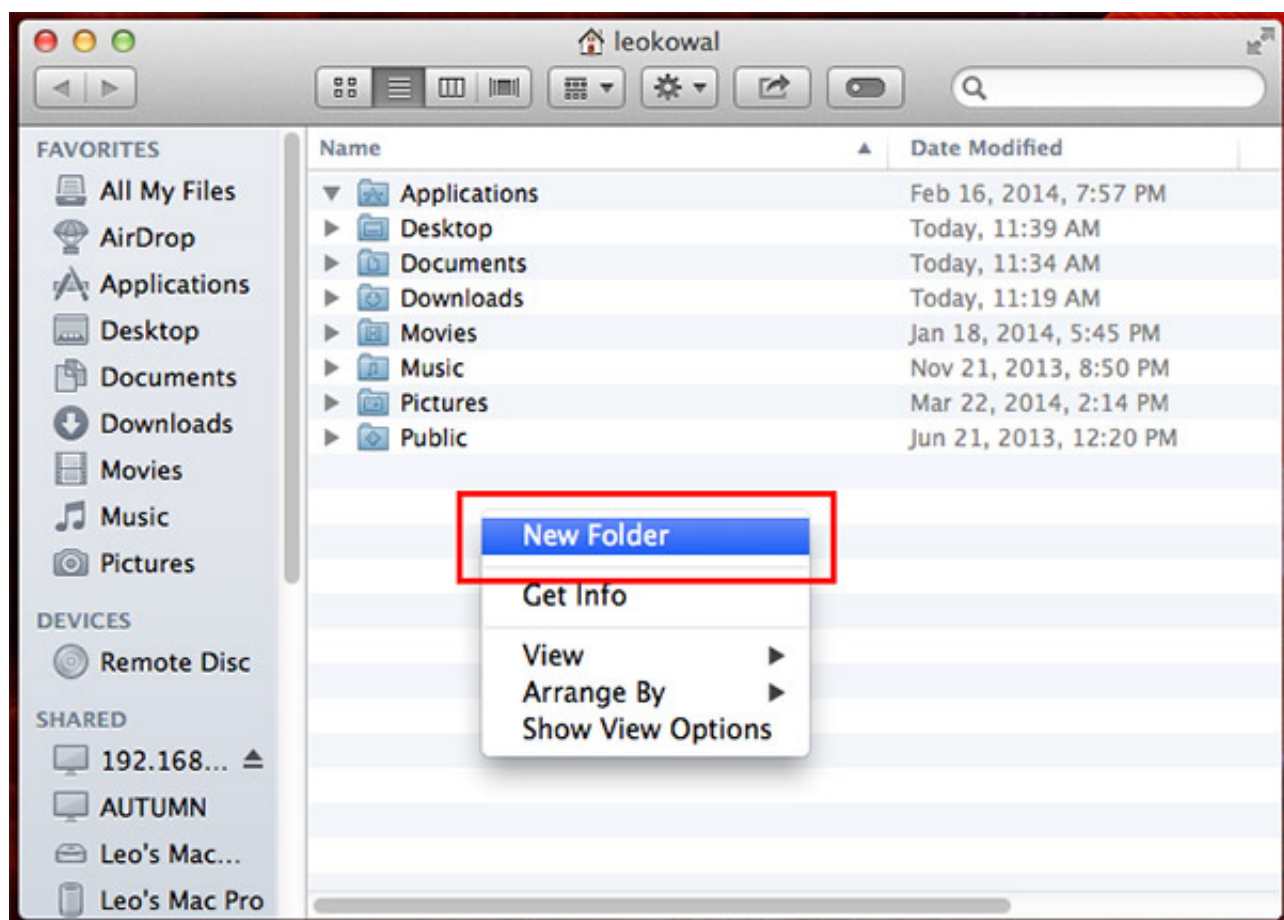 leokowal
FAVORITES
All My Files
AirDrop
Applications
Desktop
Documents
Downloads
Movies
Music
Pictures
DEVICES
Remote Disc
SHARED
192.168...
AUTUMN
Leo's Mac...
Leo's Mac Pro
Name Date Modified
Applications Feb 16, 2014, 7:57 PM
Desktop Today, 11:39 AM
Documents Today, 11:34 AM
Downloads Today, 11:19 AM
Movies Jan 18, 2014, 5:45 PM
Music Nov 21, 2013, 8:50 PM
Pictures Mar 22, 2014, 2:14 PM
Public Jun 21, 2013, 12:20 PM
New Folder
Get Info
View
Arrange By
Show View Options